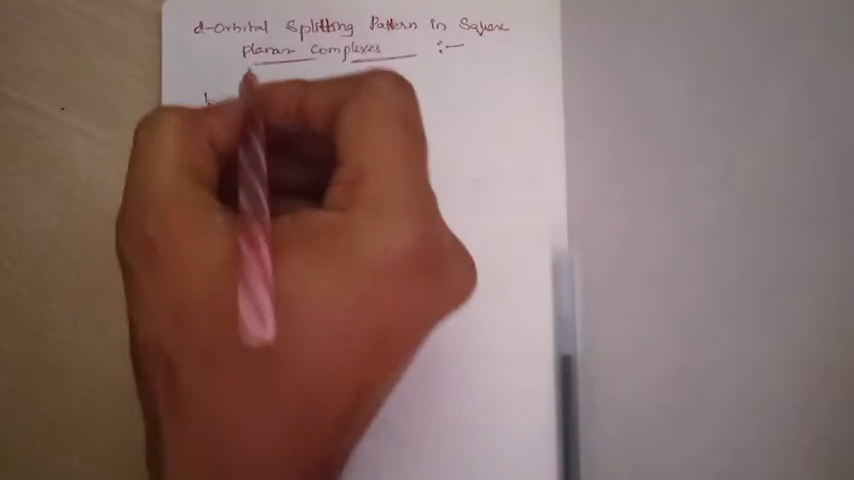 d-Orbital Splitting Pattern in Square
planar complexes :-